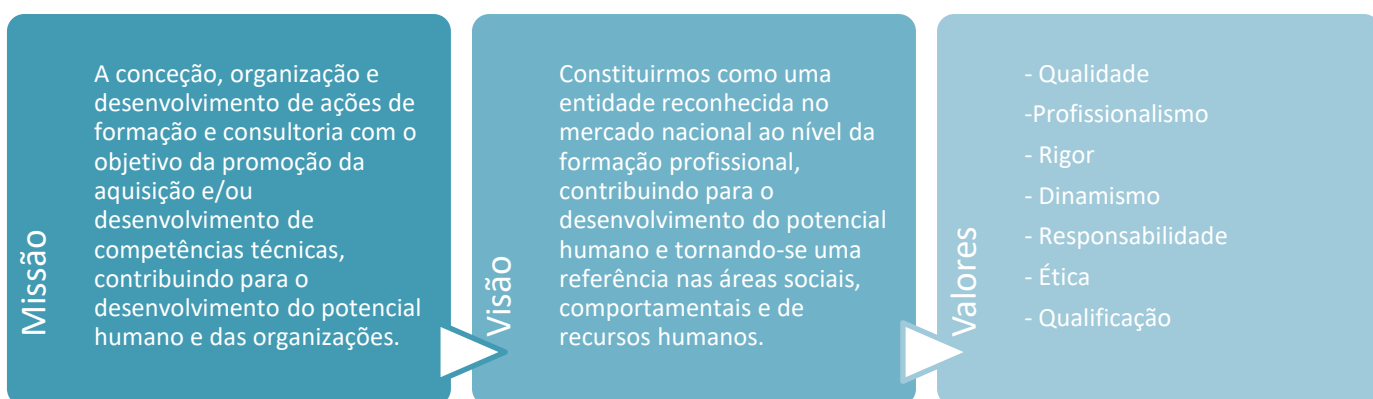 Missão
A conceção, organização e
desenvolvimento de ações de
formação e consultoria com o
objetivo da promoção da
aquisição e/ou
desenvolvimento de
competências técnicas,
contribuindo para o
desenvolvimento do potencial
humano e das organizações.
Visão
Constituirmos como uma
entidade reconhecida no
mercado nacional ao nível da
formação profissional,
contribuindo para o
desenvolvimento do potencial
humano e tornando-se uma
referência nas áreas sociais,
comportamentais e de
recursos humanos.
Valores
- Qualidade
-Profissionalismo
- Rigor
- Dinamismo
- Responsabilidade
- Ética
- Qualificação